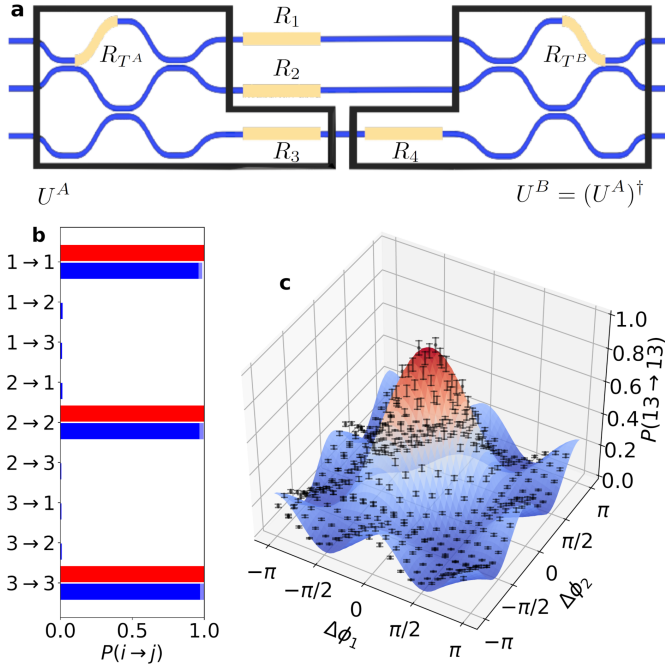 a
R_1
R_{T^A}
R_{T^B}
R_2
R_3
R_4
U^A
U^B = (U^A)^†
b
1 → 1
1 → 2
1 → 3
2 → 1
2 → 2
2 → 3
3 → 1
3 → 2
3 → 3
0.0
1.0
P(i → j)
c
1.0
0.8
0.6
0.4
0.2
0.0
P(13 → 13)
−π
−π/2
0
π/2
π
Δϕ_1
−π
−π/2
0
π/2
π
Δϕ_2